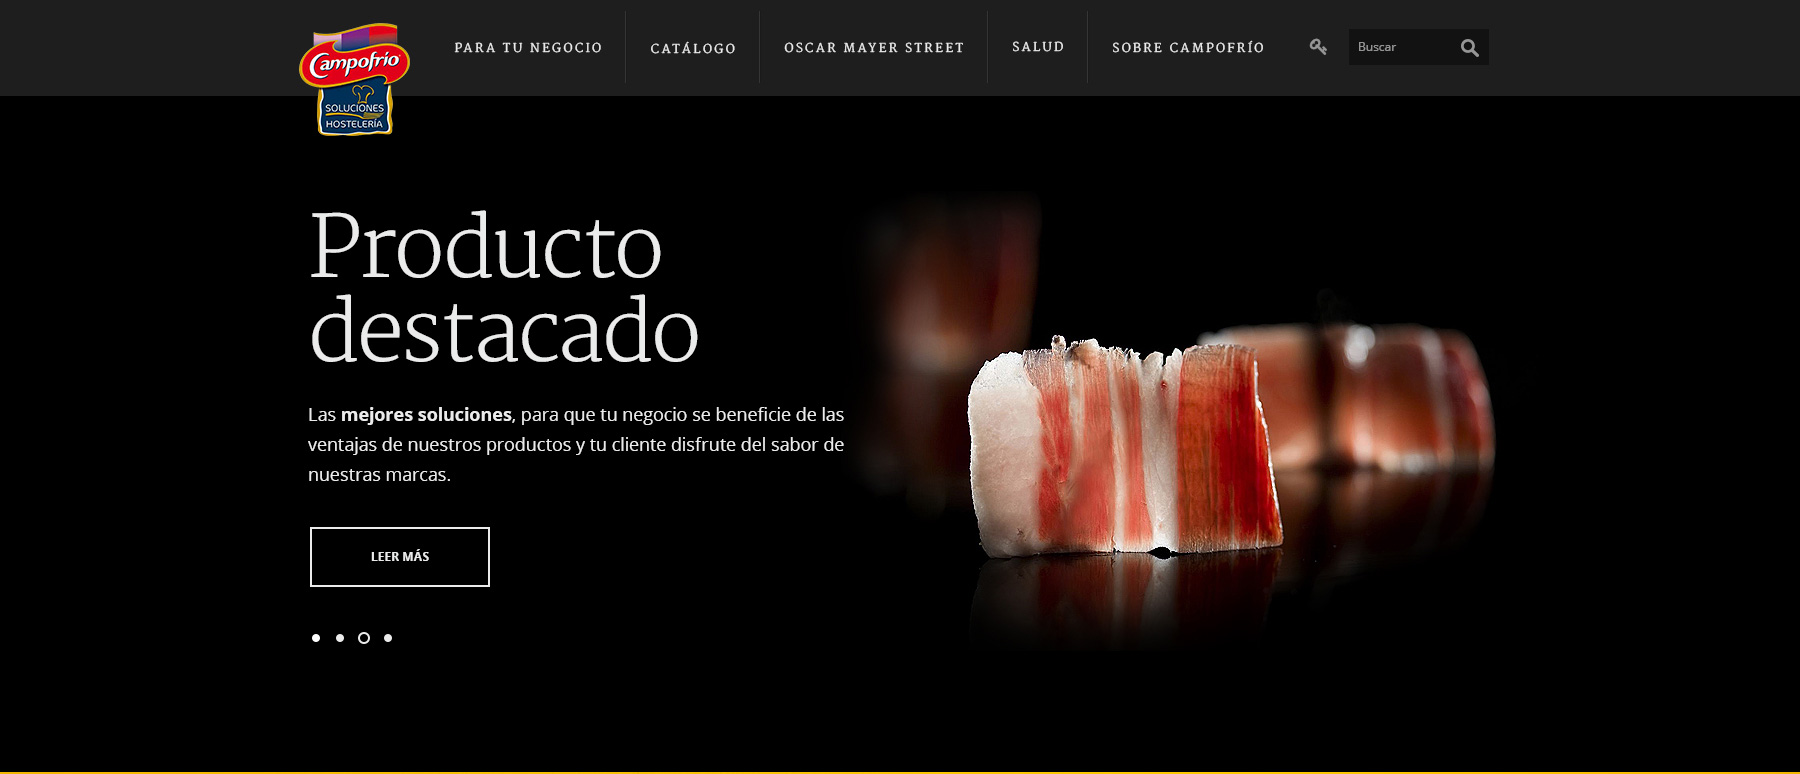 Campofrío
SOLUCIONES
HOSTELERÍA
PARA TU NEGOCIO
CATÁLOGO
OSCAR MAYER STREET
SALUD
SOBRE CAMPOFRÍO
Buscar
Producto
destacado
Las mejores soluciones, para que tu negocio se beneficie de las
ventajas de nuestros productos y tu cliente disfrute del sabor de
nuestras marcas.
LEER MÁS